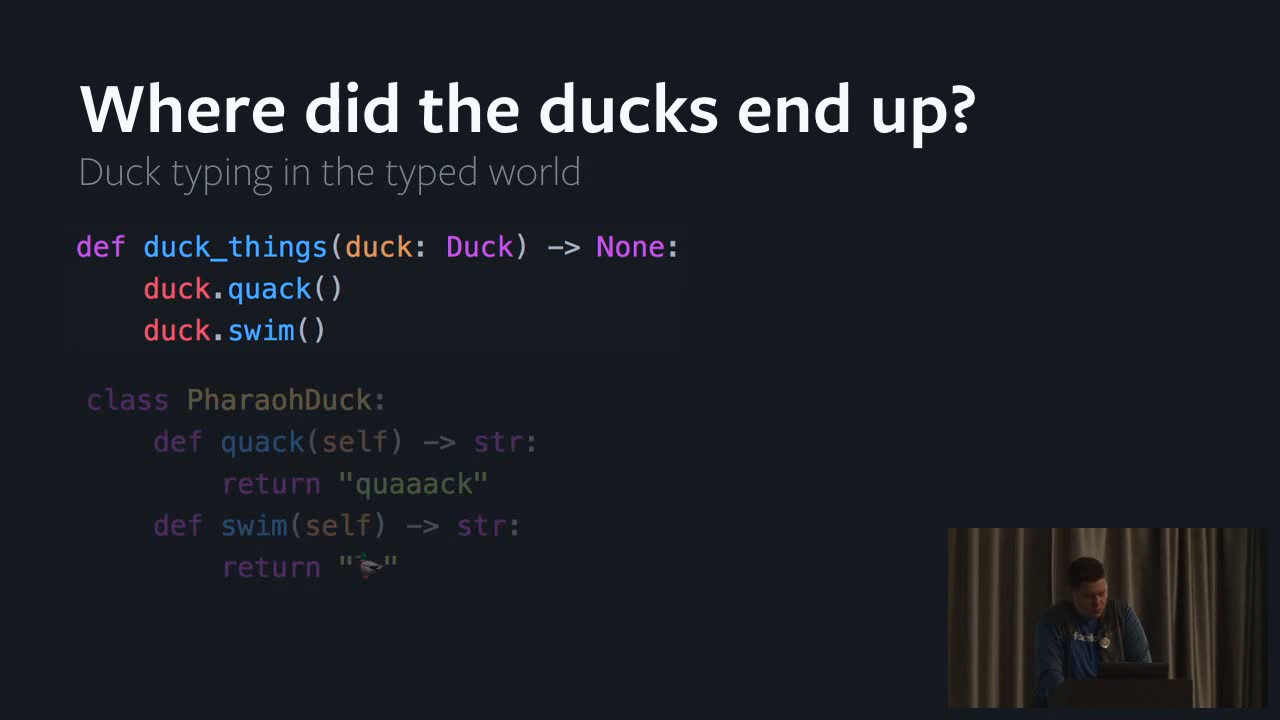 Where did the ducks end up?
Duck typing in the typed world
def duck_things(duck: Duck) -> None:
    duck.quack()
    duck.swim()
class PharaohDuck:
    def quack(self) -> str:
        return "quaaack"
    def swim(self) -> str:
        return "🦆"